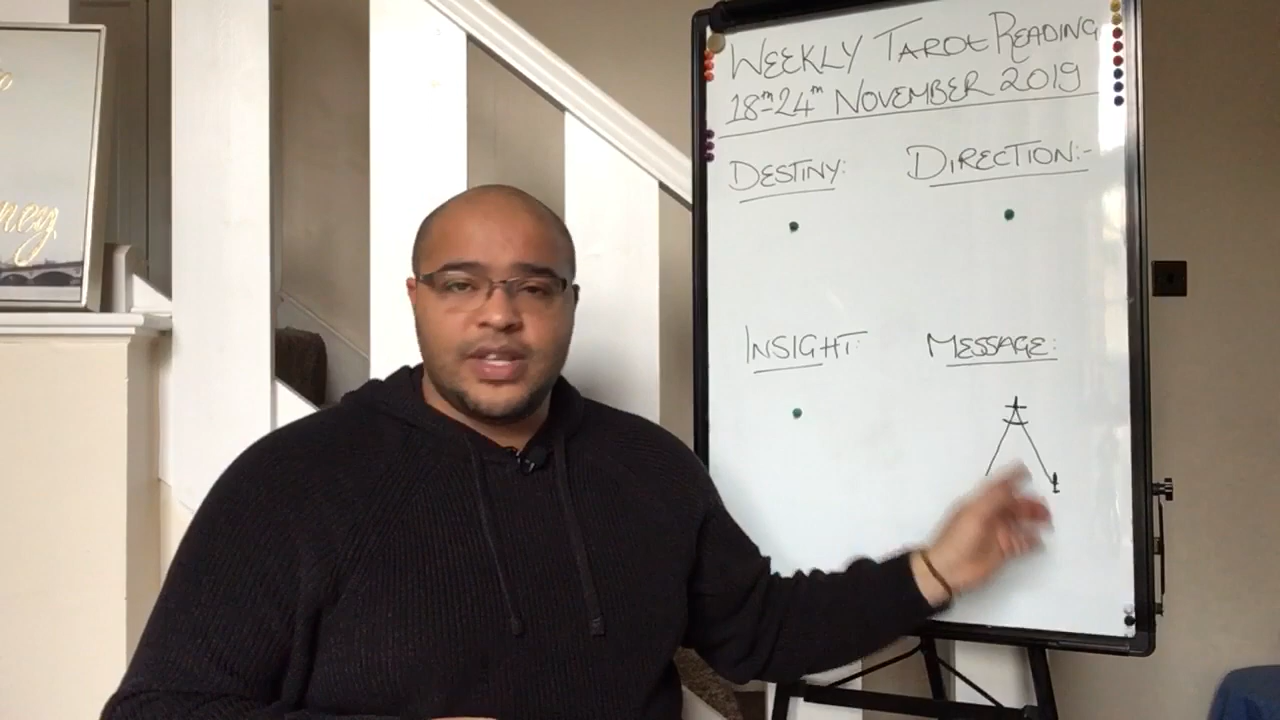 WEEKLY TAROT READING
18th-24th NOVEMBER 2019
DESTINY:
DIRECTION:-
INSIGHT:
MESSAGE: